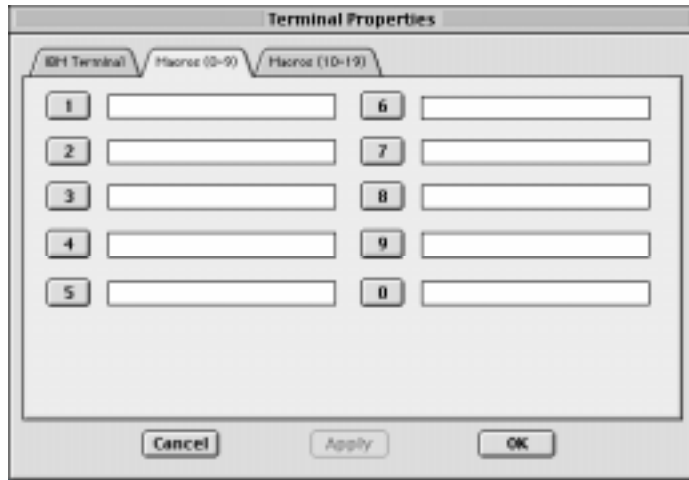 Terminal Properties
IBM Terminal Macros (0-9) Macros (10-19)
1 6
2 7
3 8
4 9
5 0
Cancel Apply OK